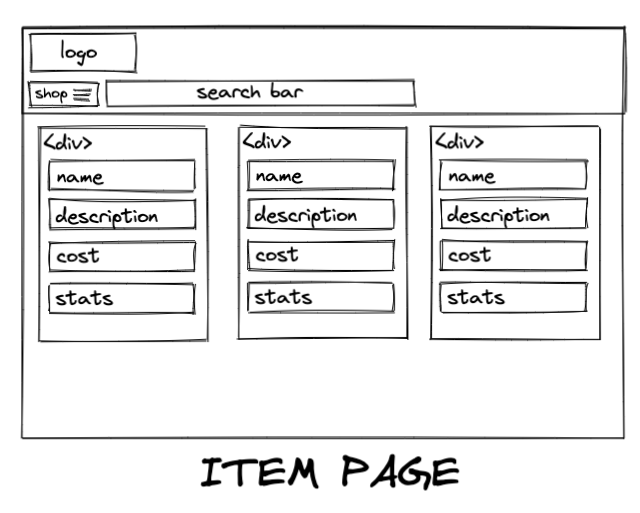 logo
shop
search bar
<div>
name
description
cost
stats
<div>
name
description
cost
stats
<div>
name
description
cost
stats
ITEM PAGE